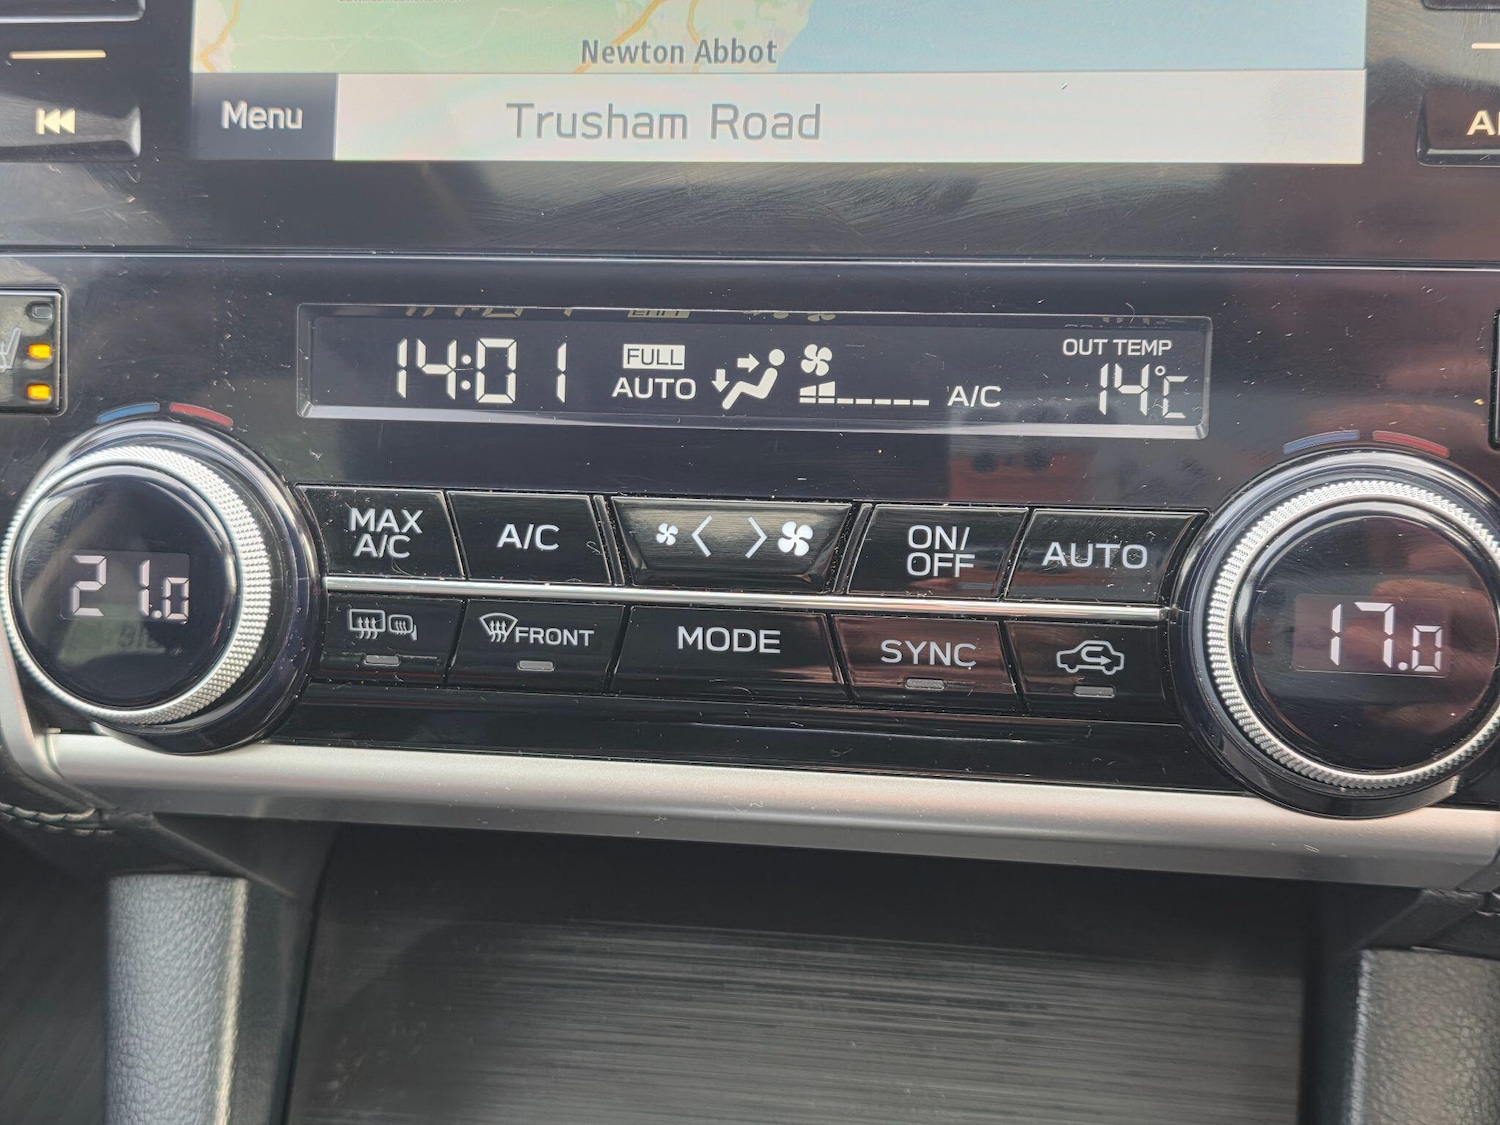 Newton Abbot
Menu
Trusham Road
14:01
FULL
AUTO
A/C
OUT TEMP
14°C
MAX
A/C
A/C
ON/
OFF
AUTO
21.0
17.0
FRONT
MODE
SYNC